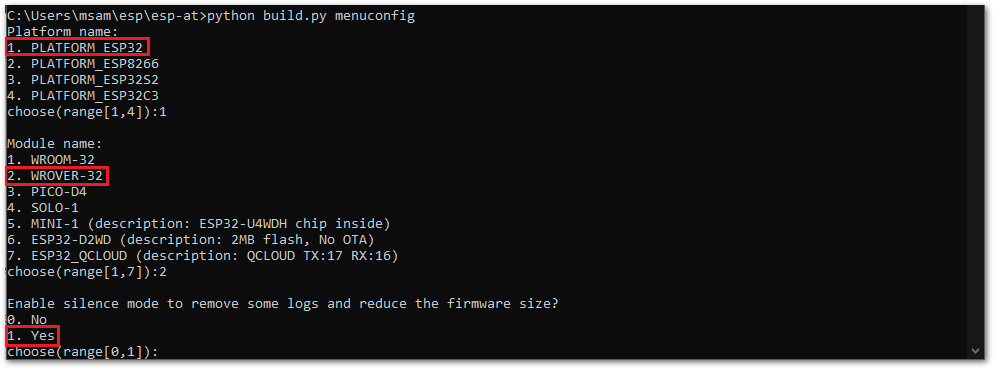 C:\Users\msam\esp\esp-at>python build.py menuconfig
Platform name:
1. PLATFORM_ESP32
2. PLATFORM_ESP8266
3. PLATFORM_ESP32S2
4. PLATFORM_ESP32C3
choose(range[1,4]):1
Module name:
1. WROOM-32
2. WROVER-32
3. PICO-D4
4. SOLO-1
5. MINI-1 (description: ESP32-U4WDH chip inside)
6. ESP32-D2WD (description: 2MB flash, No OTA)
7. ESP32_QCLOUD (description: QCLOUD TX:17 RX:16)
choose(range[1,7]):2
Enable silence mode to remove some logs and reduce the firmware size?
0. No
1. Yes
choose(range[0,1]):